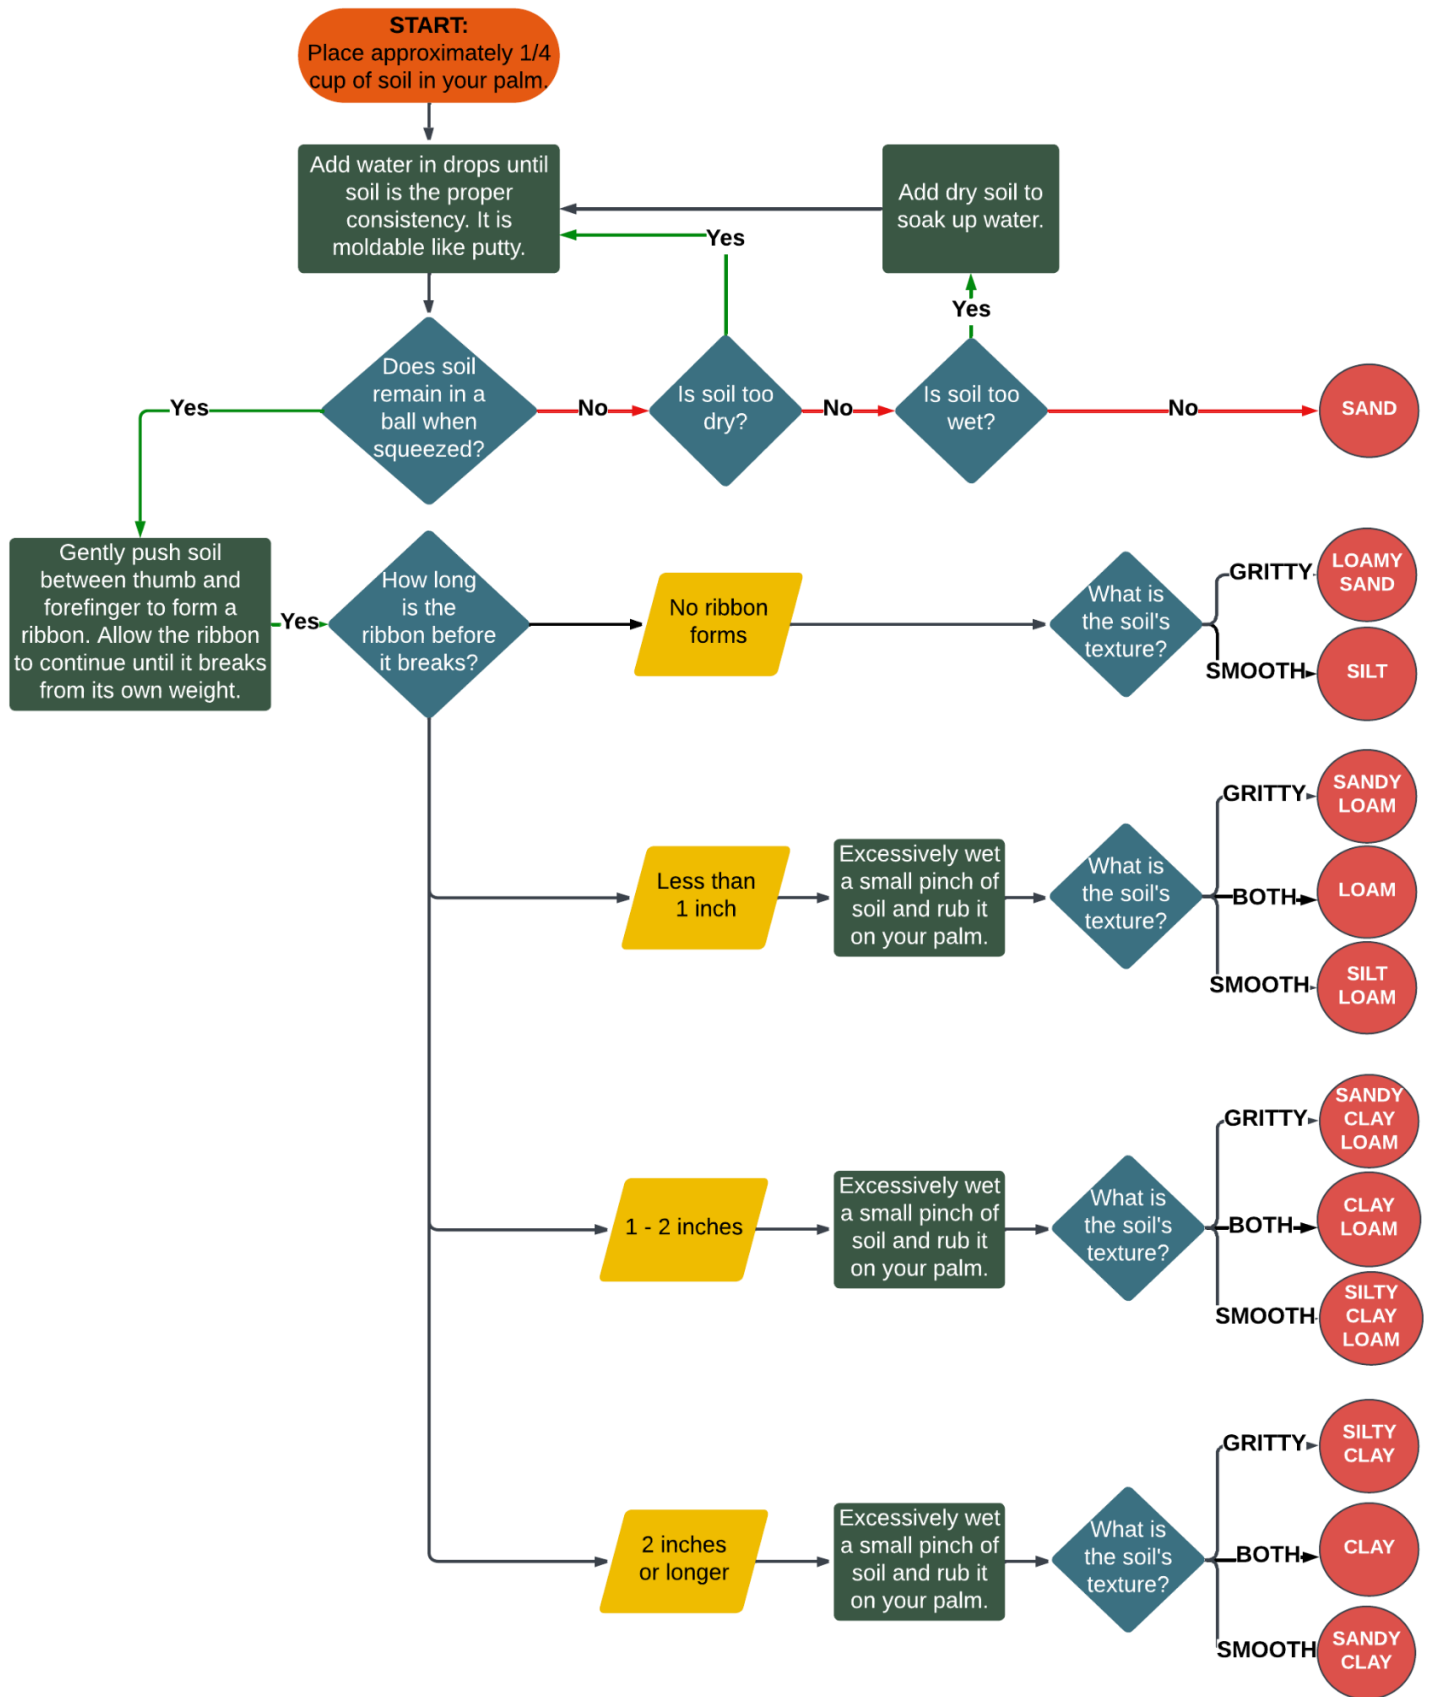 START:
Place approximately 1/4
cup of soil in your palm.
Add water in drops until
soil is the proper
consistency. It is
moldable like putty.
Add dry soil to
soak up water.
Yes
Yes
Does soil
remain in a
ball when
squeezed?
Yes
No
Is soil too
dry?
No
Is soil too
wet?
No
SAND
Gently push soil
between thumb and
forefinger to form a
ribbon. Allow the ribbon
to continue until it breaks
from its own weight.
Yes
How long
is the
ribbon before
it breaks?
No ribbon
forms
What is
the soil's
texture?
GRITTY
LOAMY
SAND
SMOOTH
SILT
Less than
1 inch
Excessively wet
a small pinch of
soil and rub it
on your palm.
What is
the soil's
texture?
GRITTY
SANDY
LOAM
BOTH
LOAM
SMOOTH
SILT
LOAM
1 - 2 inches
Excessively wet
a small pinch of
soil and rub it
on your palm.
What is
the soil's
texture?
GRITTY
SANDY
CLAY
LOAM
BOTH
CLAY
LOAM
SMOOTH
SILTY
CLAY
LOAM
2 inches
or longer
Excessively wet
a small pinch of
soil and rub it
on your palm.
What is
the soil's
texture?
GRITTY
SILTY
CLAY
BOTH
CLAY
SMOOTH
SANDY
CLAY